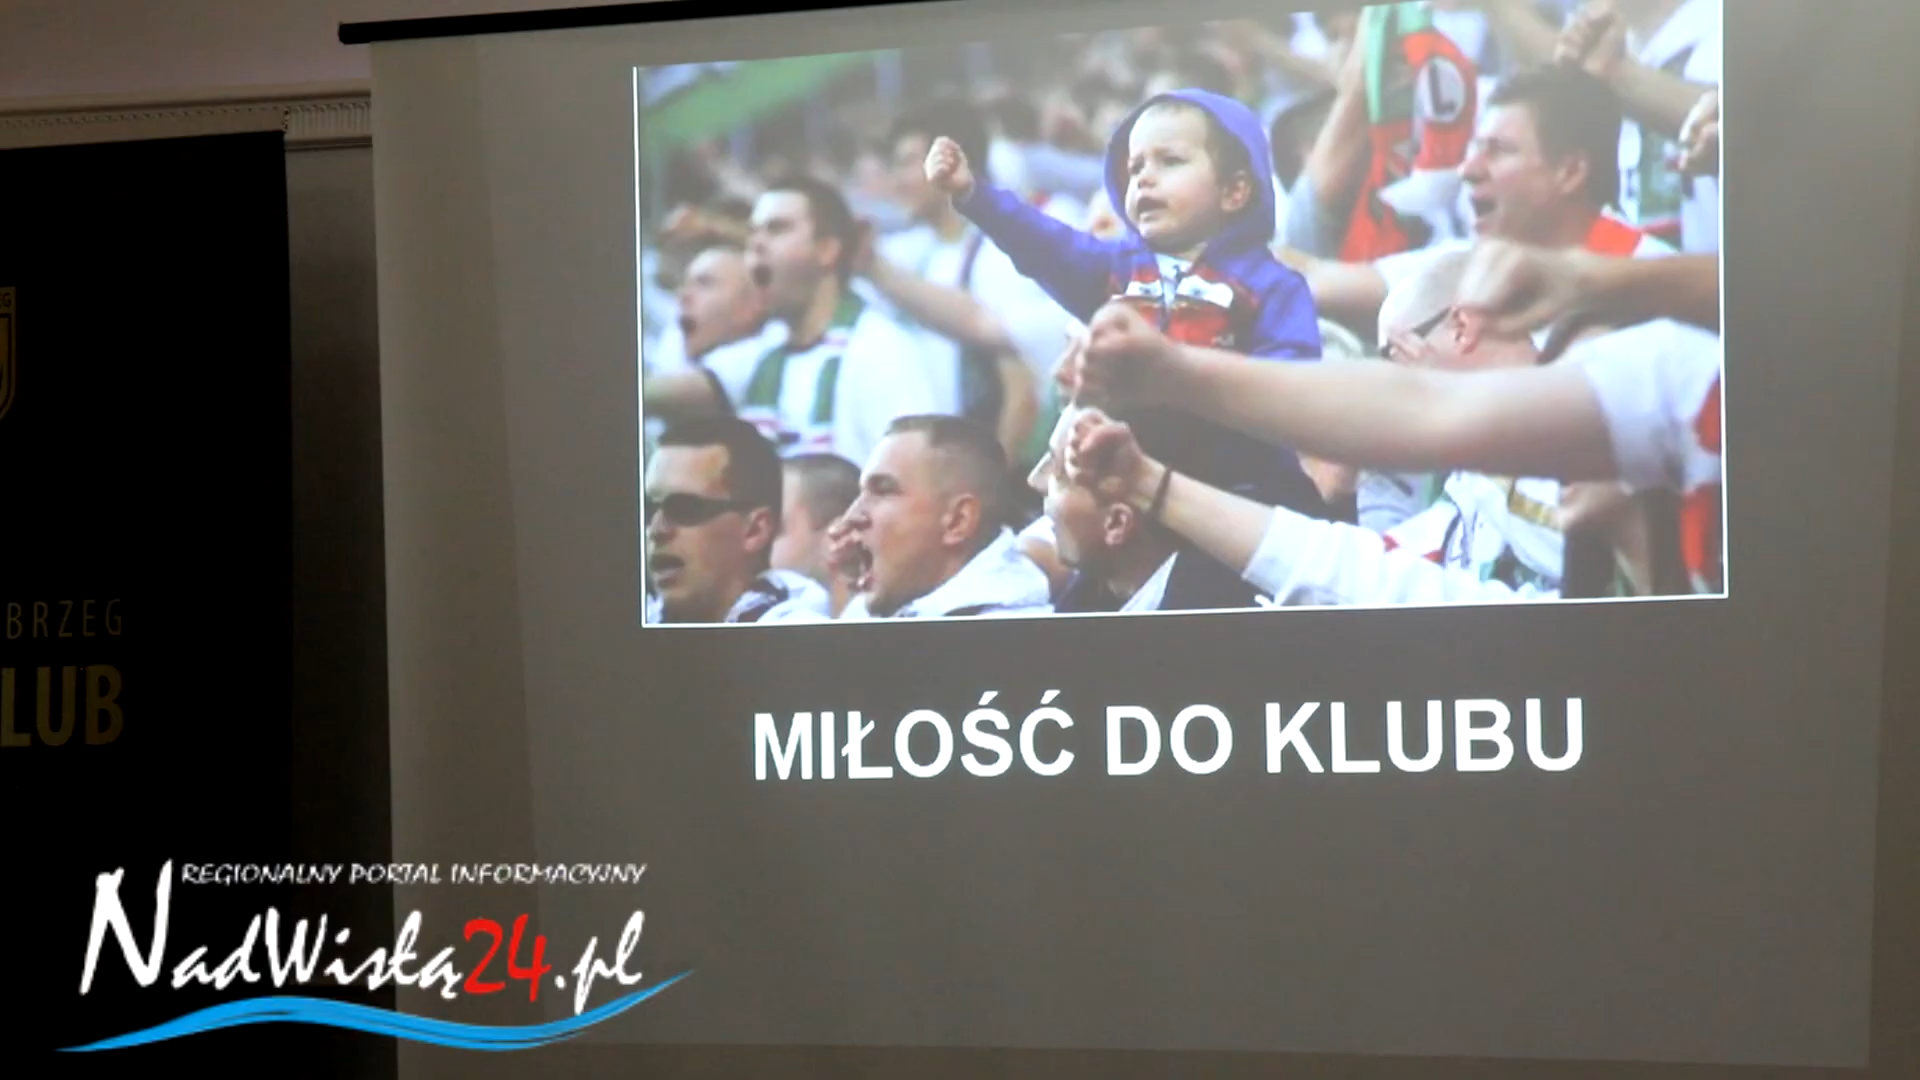 L
MIŁOŚĆ DO KLUBU
BRZEG
LUB
REGIONALNY PORTAL INFORMACYJNY
NadWisłą24.pl